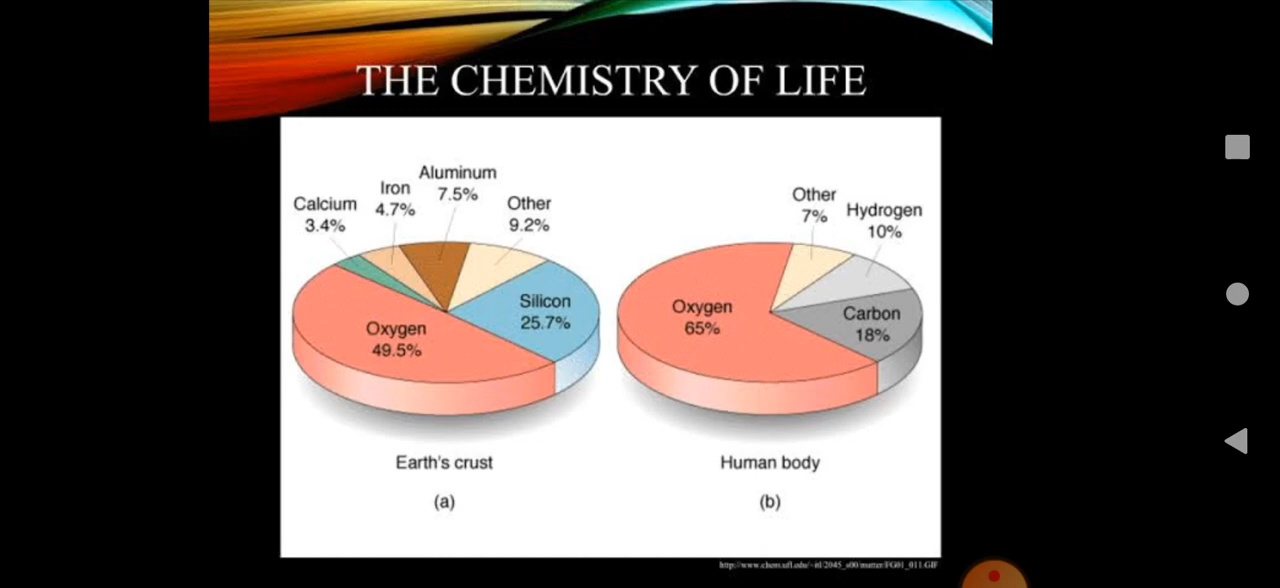 THE CHEMISTRY OF LIFE
Calcium
3.4%
Iron
4.7%
Aluminum
7.5%
Other
9.2%
Silicon
25.7%
Oxygen
49.5%
Earth's crust
(a)
Other
7%
Hydrogen
10%
Oxygen
65%
Carbon
18%
Human body
(b)